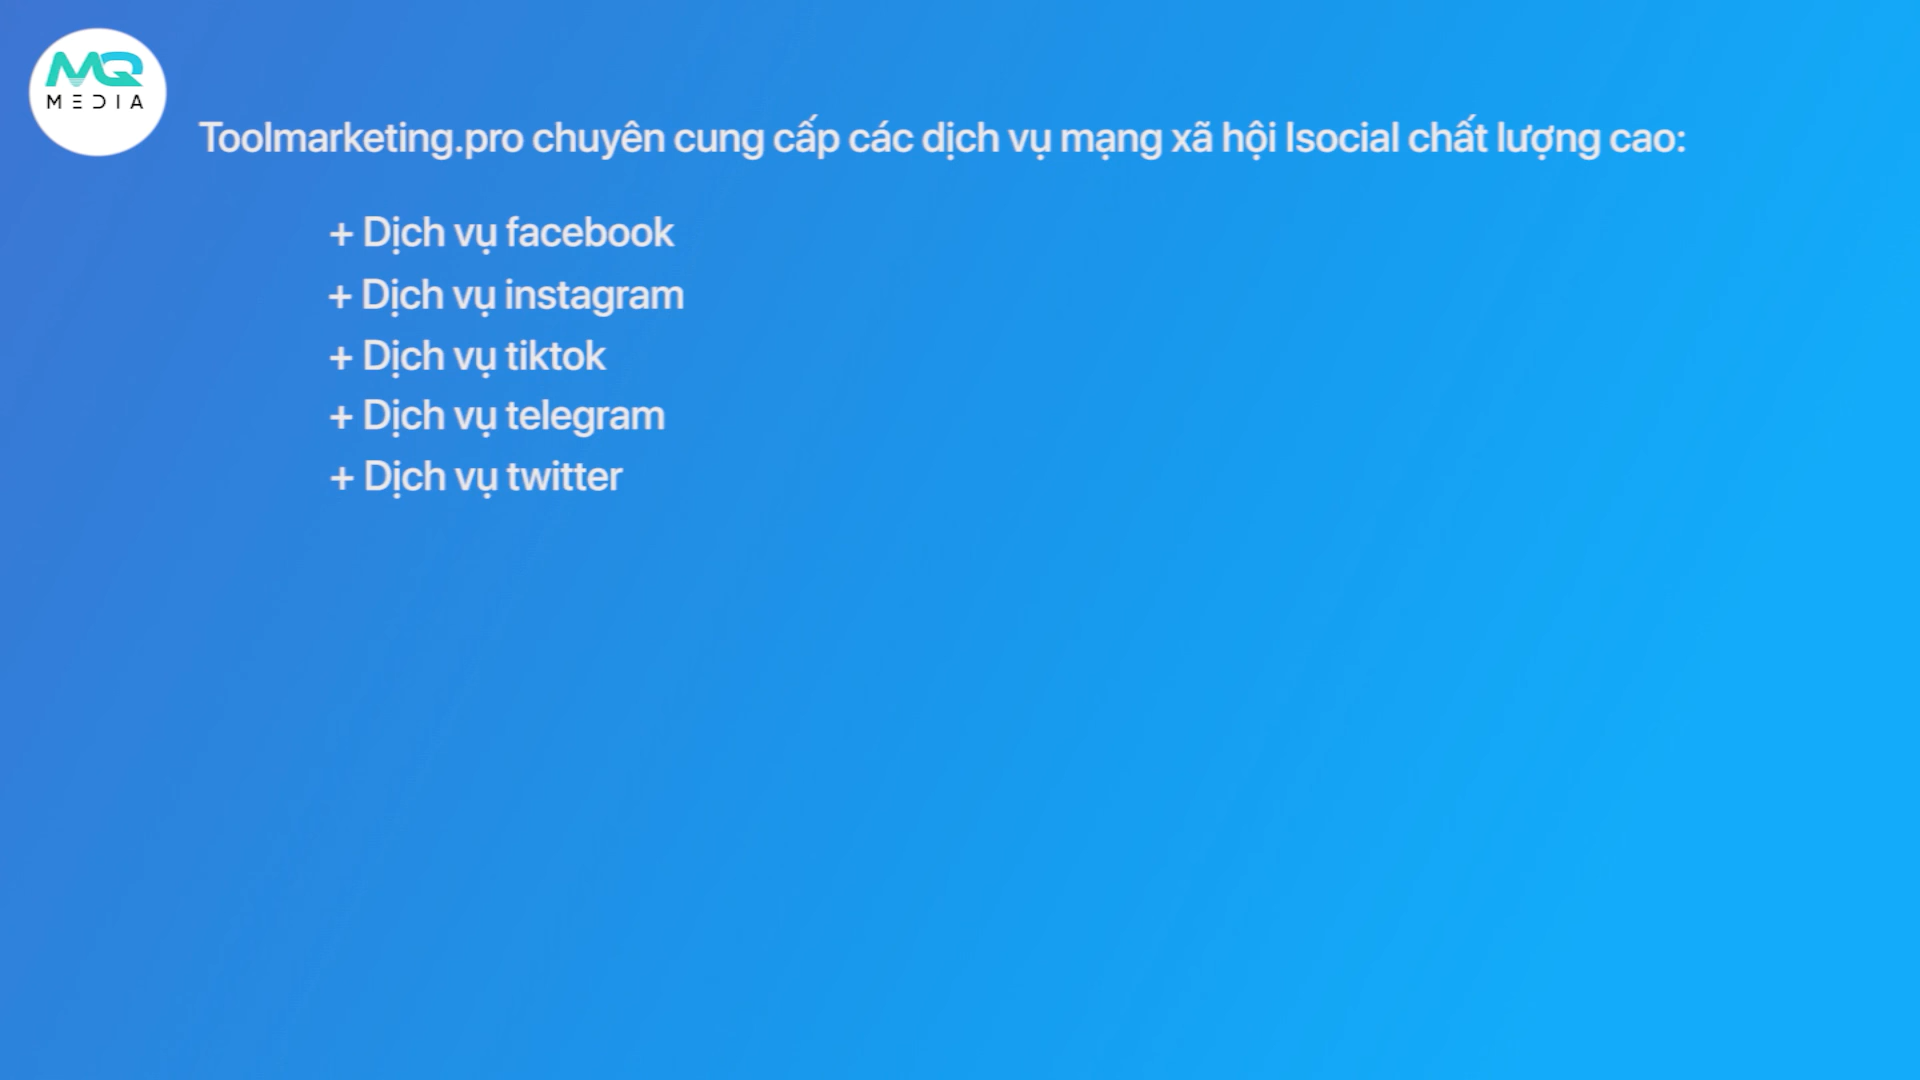 MQ
MEDIA
Toolmarketing.pro chuyên cung cấp các dịch vụ mạng xã hội Isocial chất lượng cao:
+ Dịch vụ facebook
+ Dịch vụ instagram
+ Dịch vụ tiktok
+ Dịch vụ telegram
+ Dịch vụ twitter